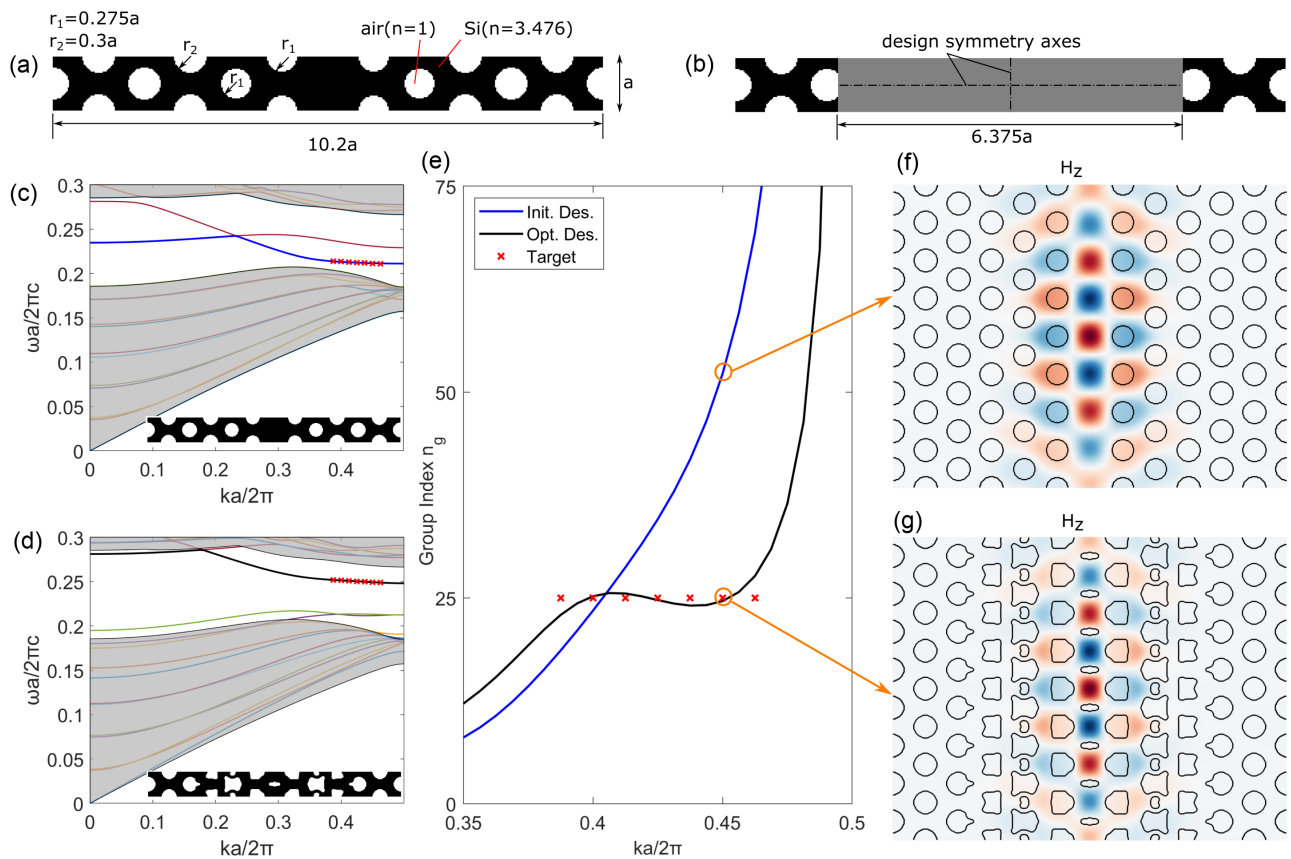 r₁=0.275a
r₂=0.3a
(a)
r₂
r₁
r₁
air(n=1)
Si(n=3.476)
a
10.2a
(b)
design symmetry axes
6.375a
(c)
ωa/2πc
0.3
0.25
0.2
0.15
0.1
0.05
0
0
0.1
0.2
0.3
0.4
ka/2π
(d)
ωa/2πc
0.3
0.25
0.2
0.15
0.1
0.05
0
0
0.1
0.2
0.3
0.4
ka/2π
(e)
Group Index n_g
75
50
25
0
Init. Des.
Opt. Des.
Target
0.35
0.4
0.45
0.5
ka/2π
(f)
H_Z
(g)
H_Z